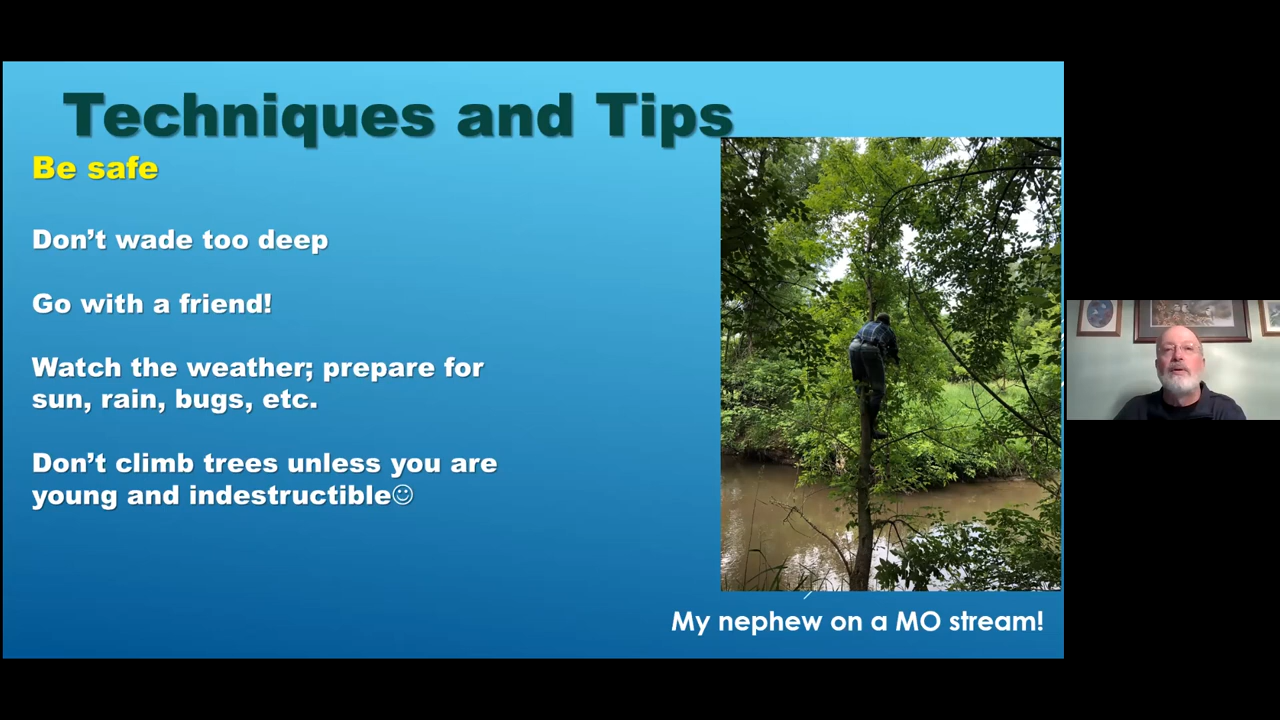 Techniques and Tips
Be safe
Don’t wade too deep
Go with a friend!
Watch the weather; prepare for
sun, rain, bugs, etc.
Don’t climb trees unless you are
young and indestructible☺
My nephew on a MO stream!